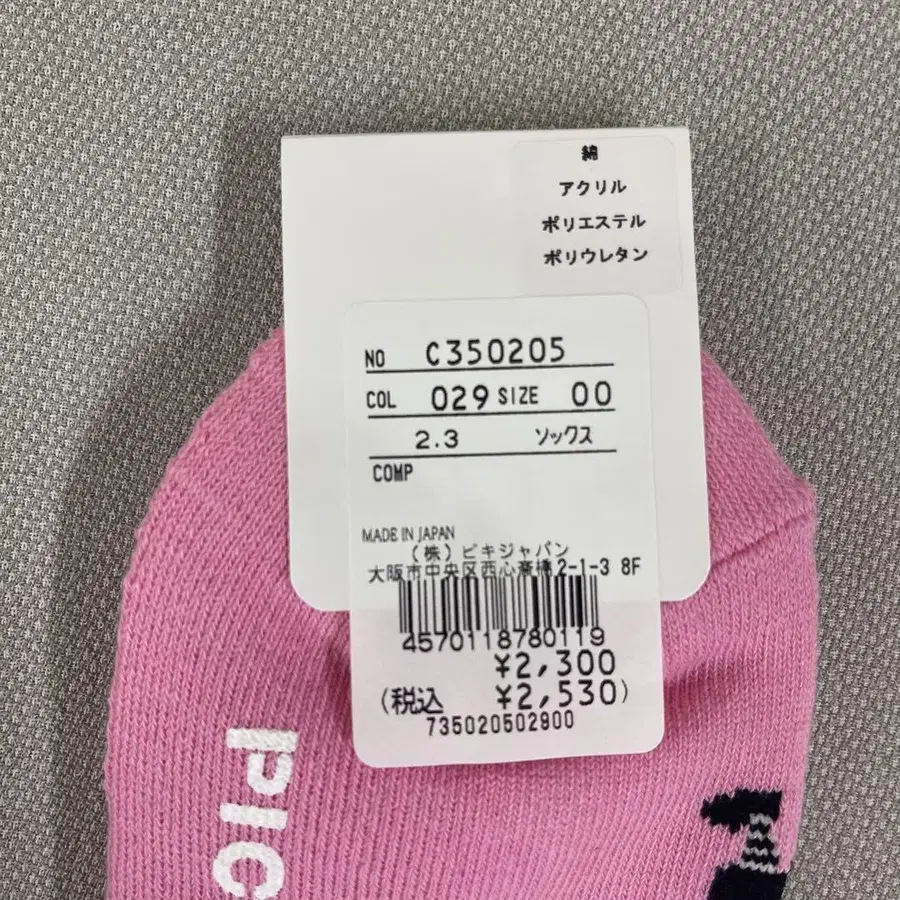 綿
アクリル
ポリエステル
ポリウレタン
NO C350205
COL 029 SIZE 00
2.3 ソックス
COMP
MADE IN JAPAN
(株)ピキジャパン
大阪市中央区西心斎橋2-1-3 8F
4570118780119
¥2,300
(税込 ¥2,530)
735020502900
PIC